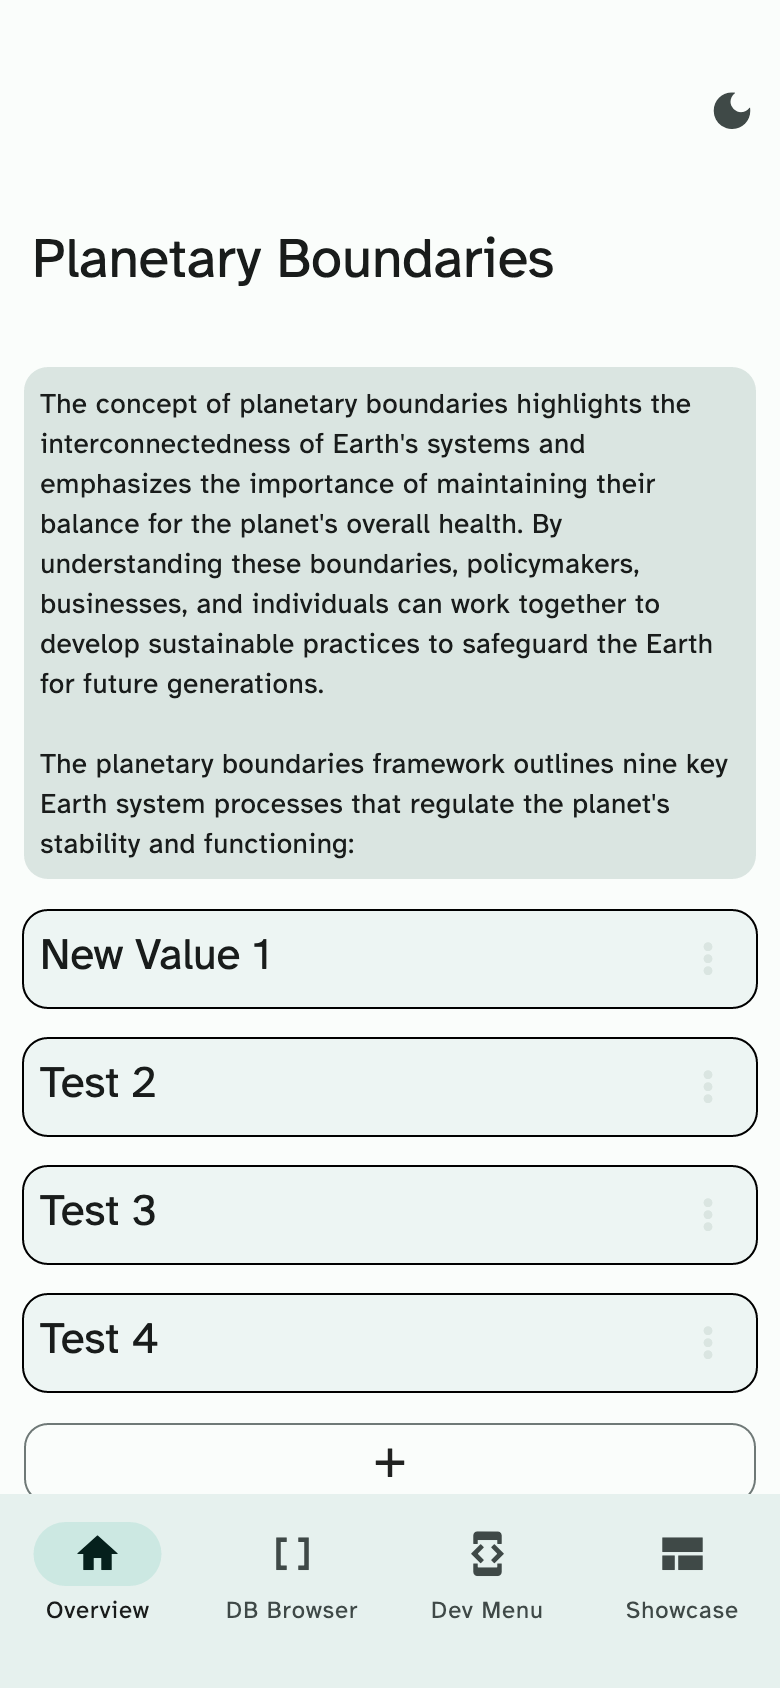 Planetary Boundaries
The concept of planetary boundaries highlights the
interconnectedness of Earth's systems and
emphasizes the importance of maintaining their
balance for the planet's overall health. By
understanding these boundaries, policymakers,
businesses, and individuals can work together to
develop sustainable practices to safeguard the Earth
for future generations.
The planetary boundaries framework outlines nine key
Earth system processes that regulate the planet's
stability and functioning:
New Value 1
Test 2
Test 3
Test 4
+
Overview
DB Browser
Dev Menu
Showcase